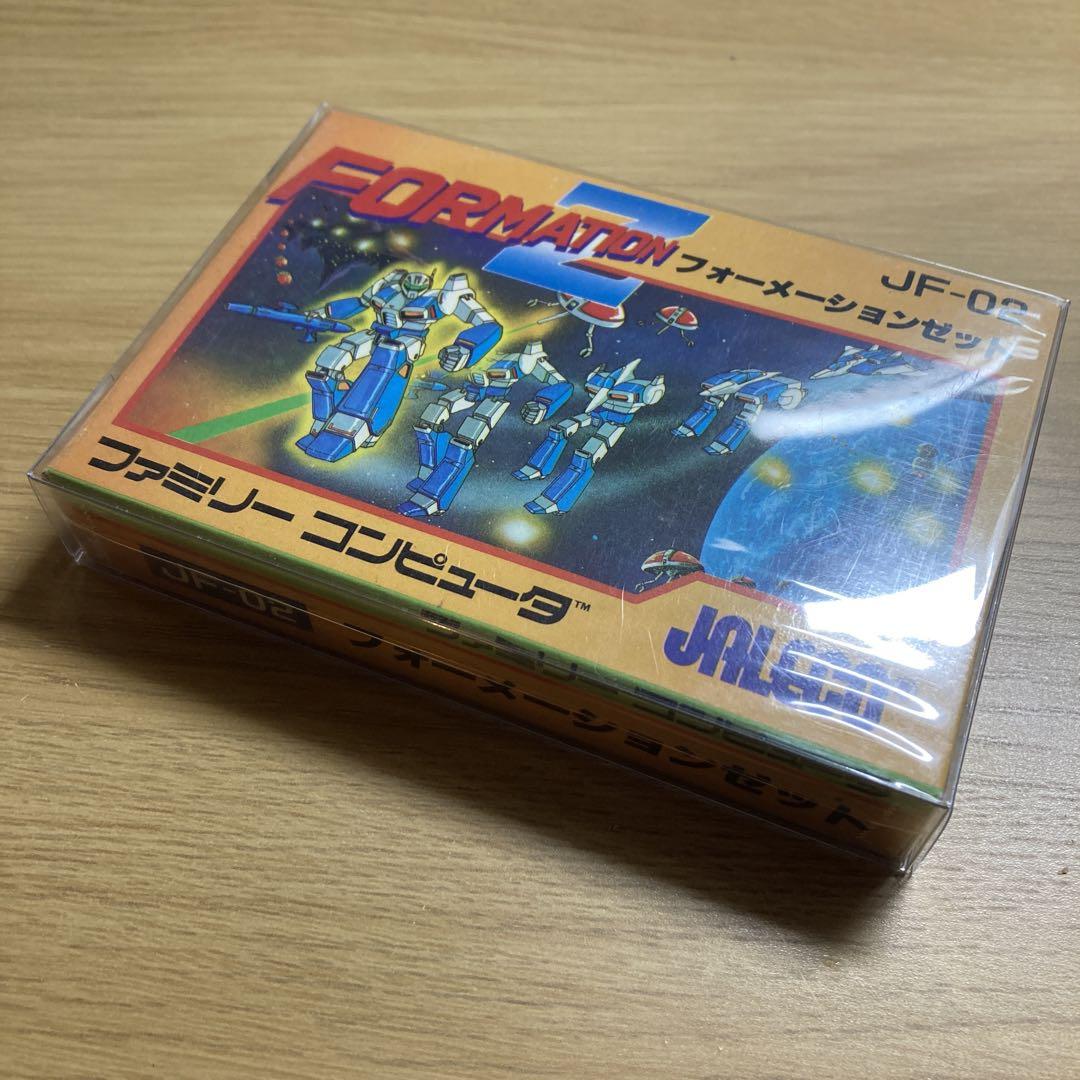 FORMATION Z
フォーメーションゼット
JF-02
ファミリー コンピュータ™
JALECO
JF-02
フォーメーションゼット